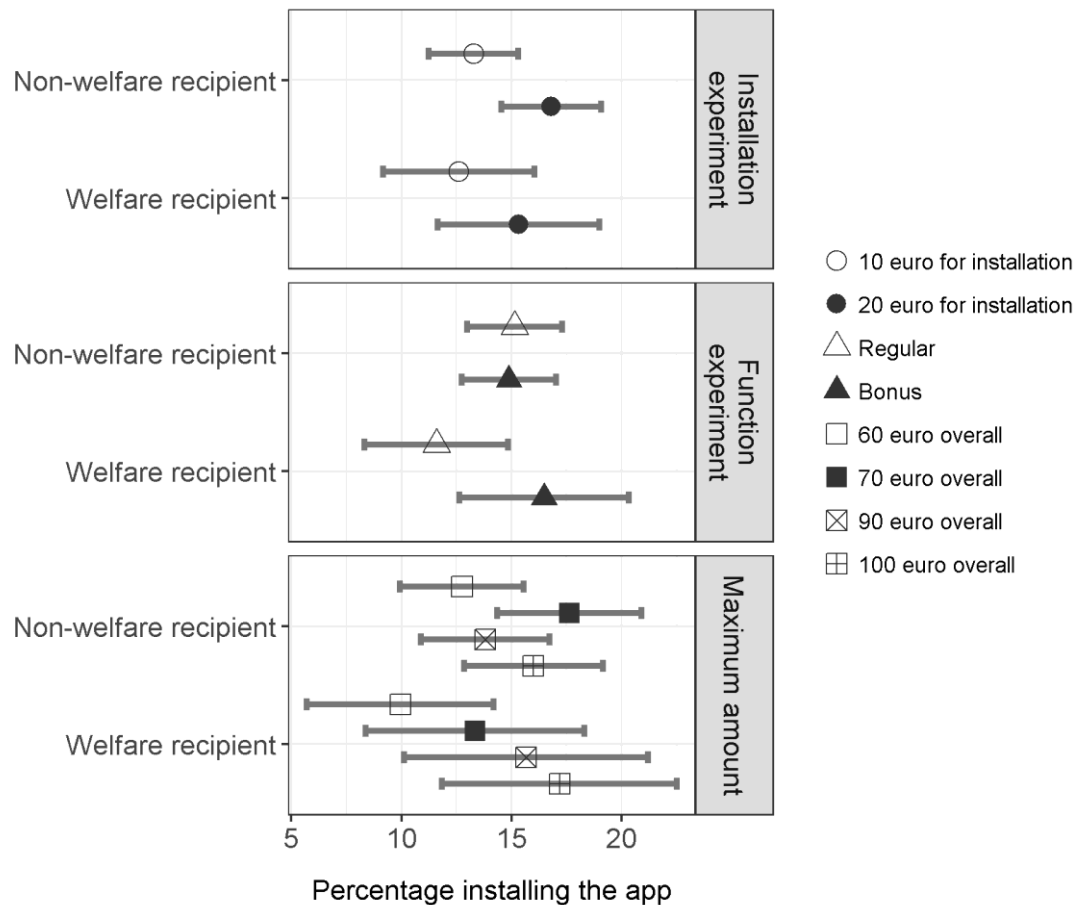 Non-welfare recipient
Welfare recipient
Installation
experiment
Non-welfare recipient
Welfare recipient
Function
experiment
Non-welfare recipient
Welfare recipient
Maximum amount
5
10
15
20
Percentage installing the app
10 euro for installation
20 euro for installation
Regular
Bonus
60 euro overall
70 euro overall
90 euro overall
100 euro overall